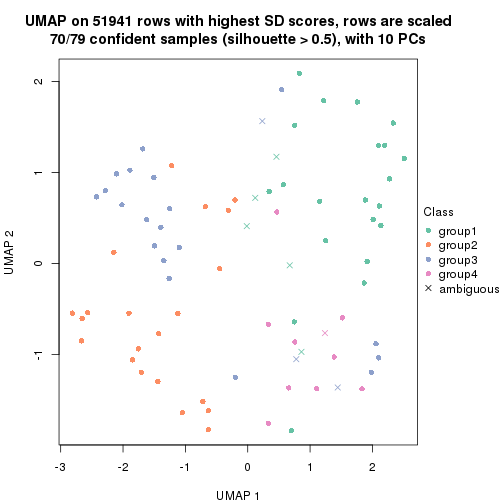 UMAP on 51941 rows with highest SD scores, rows are scaled
70/79 confident samples (silhouette > 0.5), with 10 PCs
2
1
0
-1
UMAP 2
-3
-2
-1
0
1
2
UMAP 1
Class
group1
group2
group3
group4
ambiguous